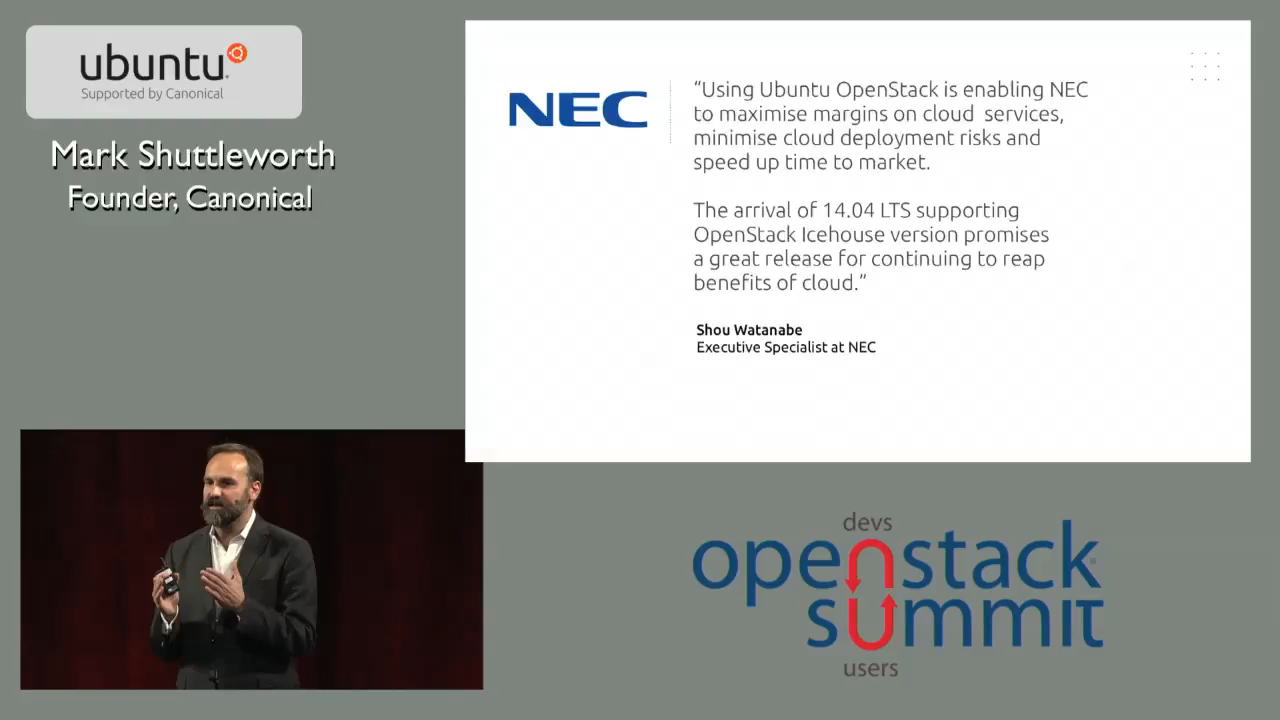 ubuntu
Supported by Canonical
Mark Shuttleworth
Founder, Canonical
NEC
“Using Ubuntu OpenStack is enabling NEC
to maximise margins on cloud services,
minimise cloud deployment risks and
speed up time to market.
The arrival of 14.04 LTS supporting
OpenStack Icehouse version promises
a great release for continuing to reap
benefits of cloud.”
Shou Watanabe
Executive Specialist at NEC
devs
openstack
summit
users